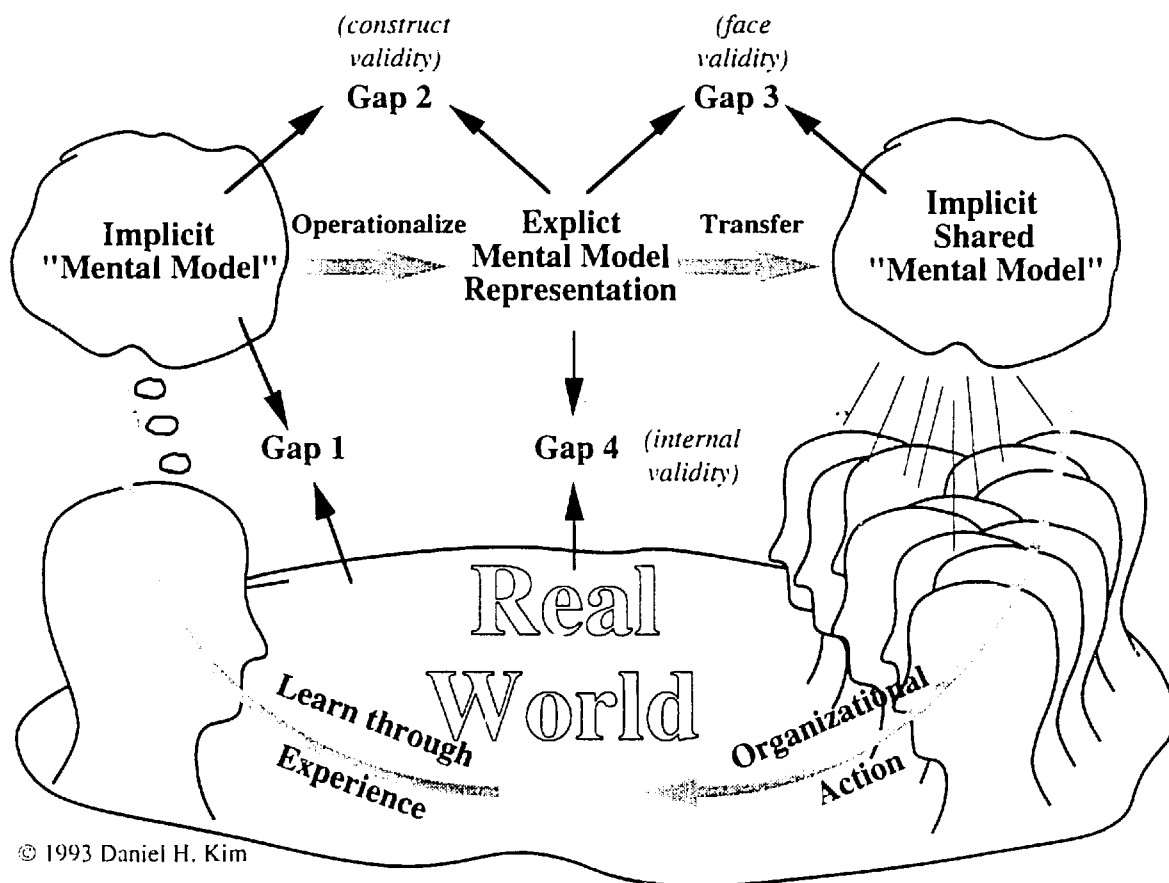 (construct
validity)
Gap 2
(face
validity)
Gap 3
Implicit
"Mental Model"
Operationalize
Explict
Mental Model
Representation
Transfer
Implicit
Shared
"Mental Model"
Gap 1
Gap 4
(internal
validity)
Real
World
Learn through
Experience
Organizational
Action
© 1993 Daniel H. Kim